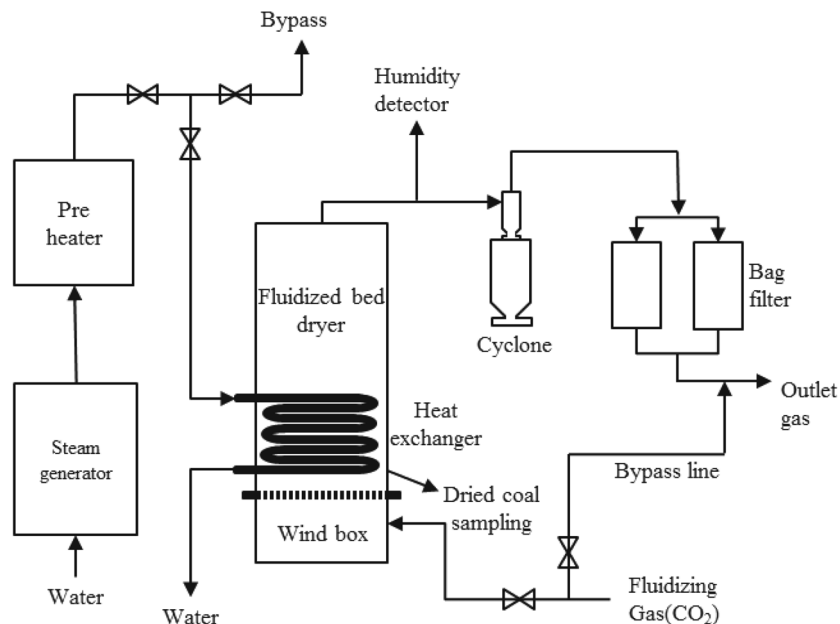 Bypass
Humidity
detector
Pre
heater
Fluidized bed
dryer
Bag
filter
Cyclone
Outlet
gas
Heat
exchanger
Steam
generator
Bypass line
Dried coal
sampling
Wind box
Water
Water
Fluidizing
Gas(CO₂)